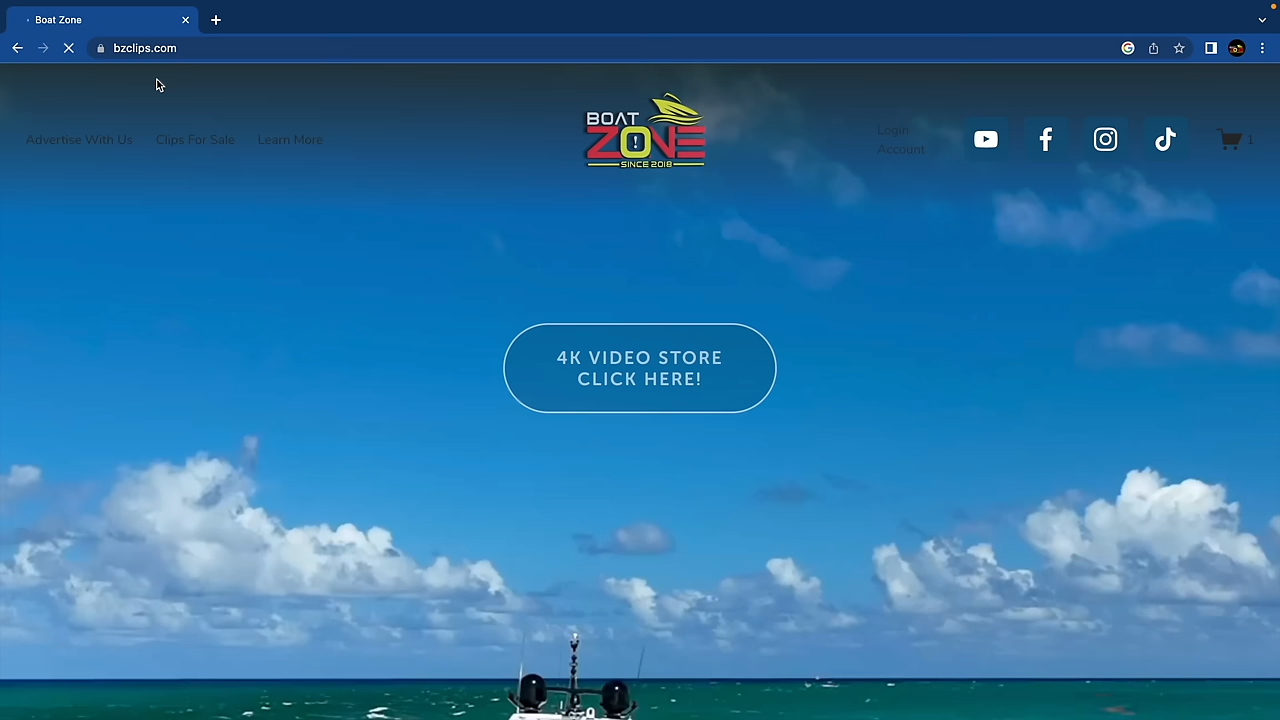 Boat Zone
bzclips.com
Advertise With Us
Clips For Sale
Learn More
BOAT
ZONE
SINCE 2018
Login
Account
1
4K VIDEO STORE
CLICK HERE!